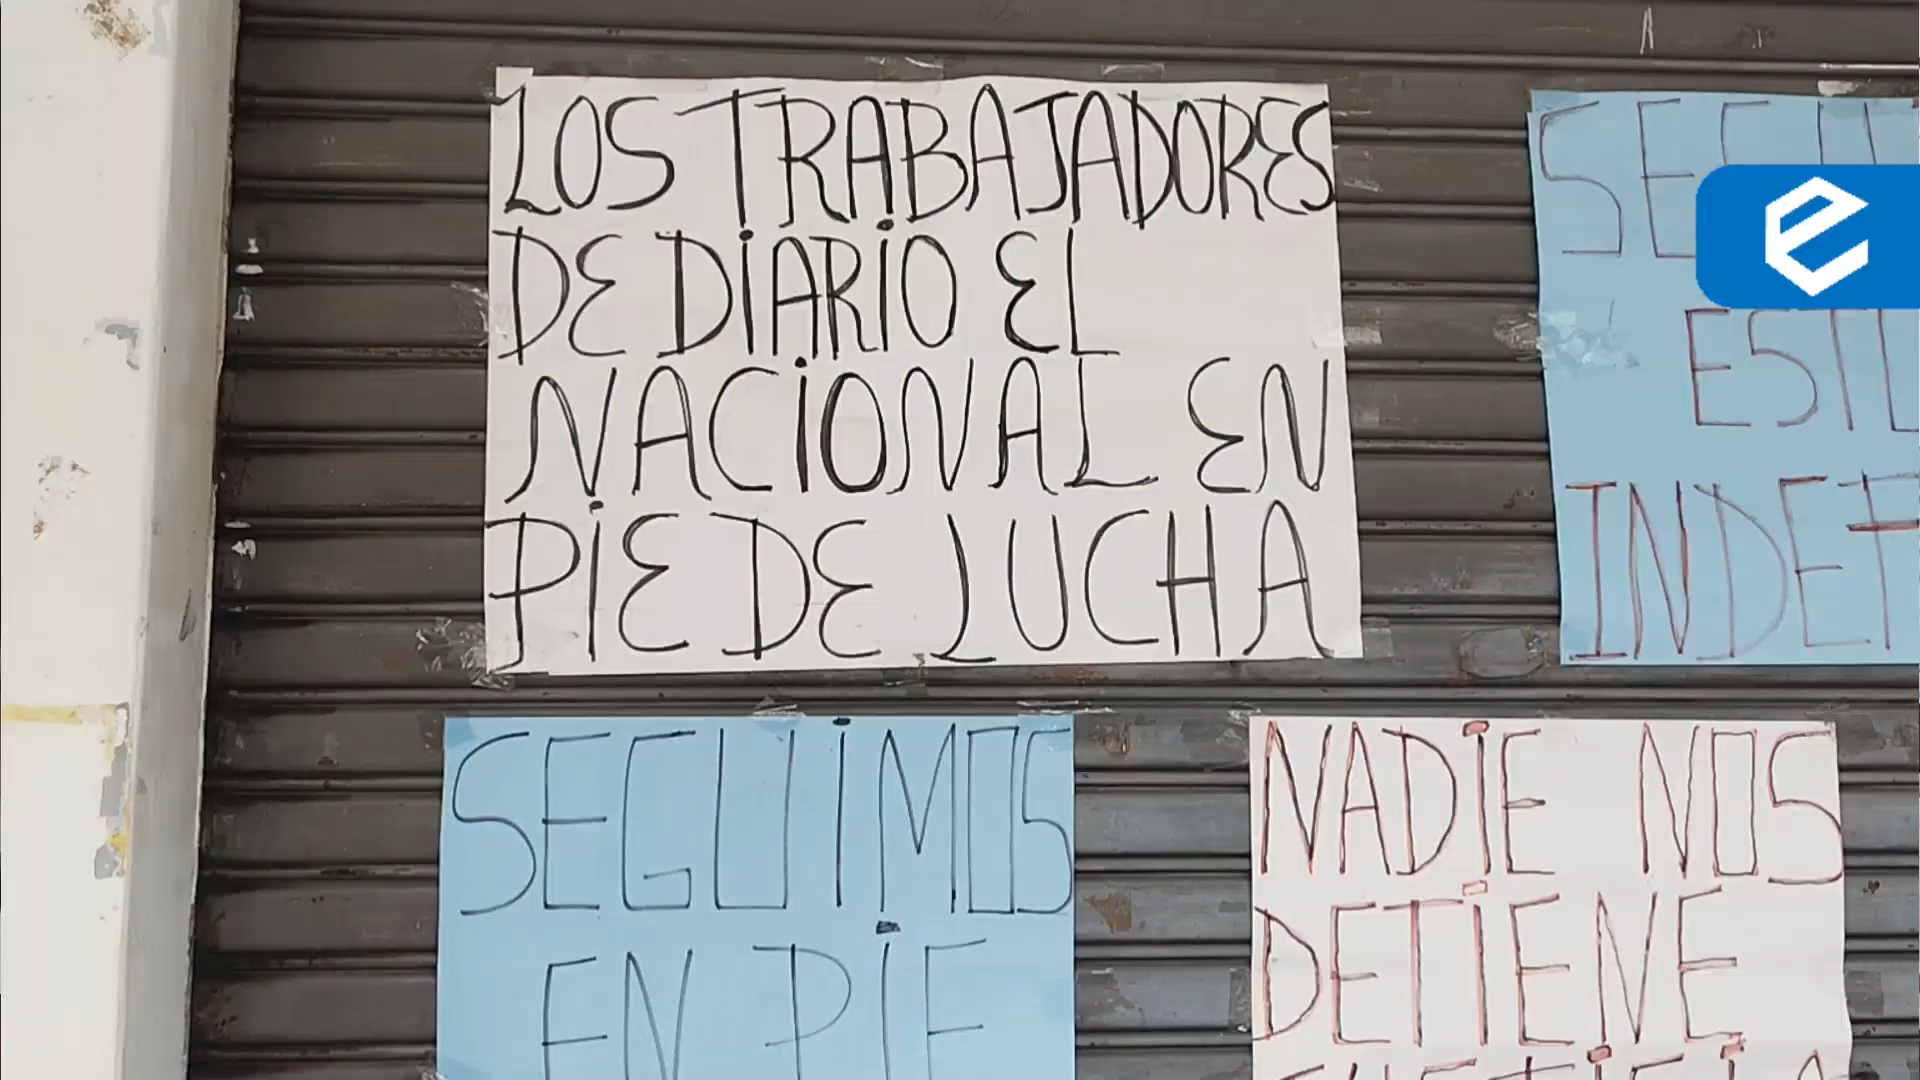 LOS TRABAJADORES
DE DIARIO EL
NACIONAL EN
PIE DE LUCHA
SEGUIMOS
EN PIE
NADIE NOS
DETIENE